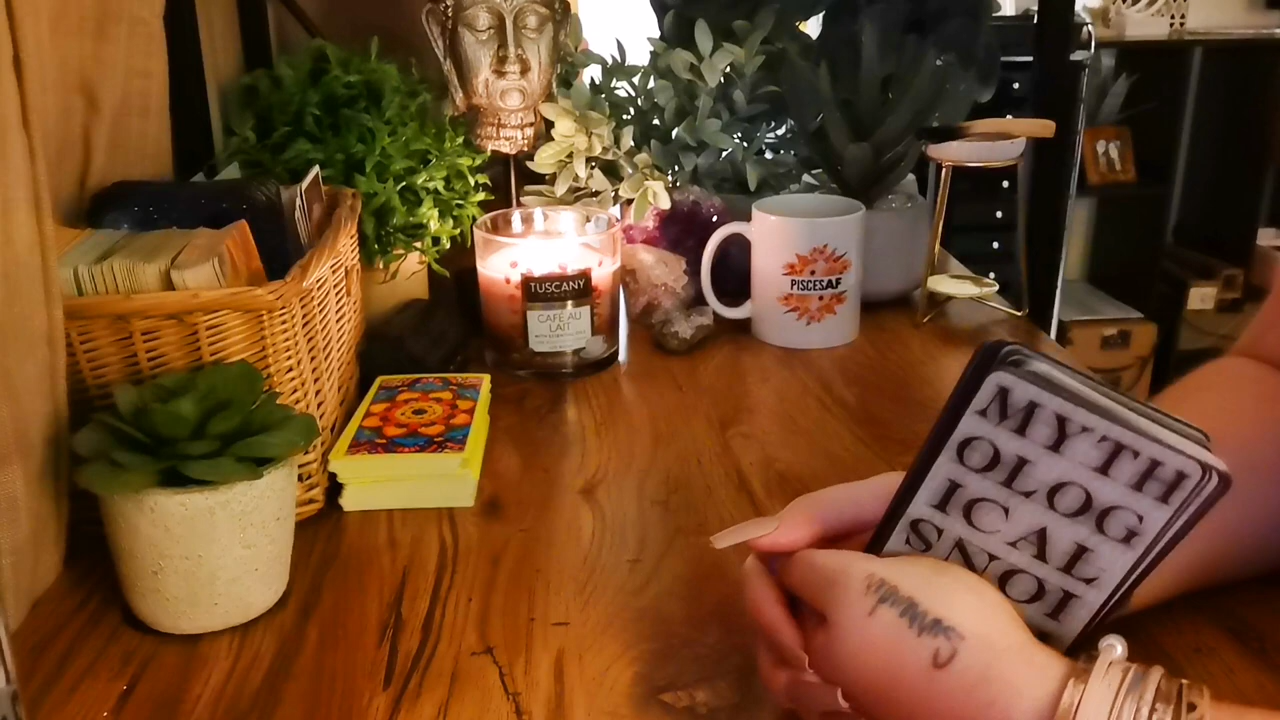 TUSCANY
CAFÉ AU
LAIT
PISCESAF
MYTH
OLOG
ICAL
SNOI